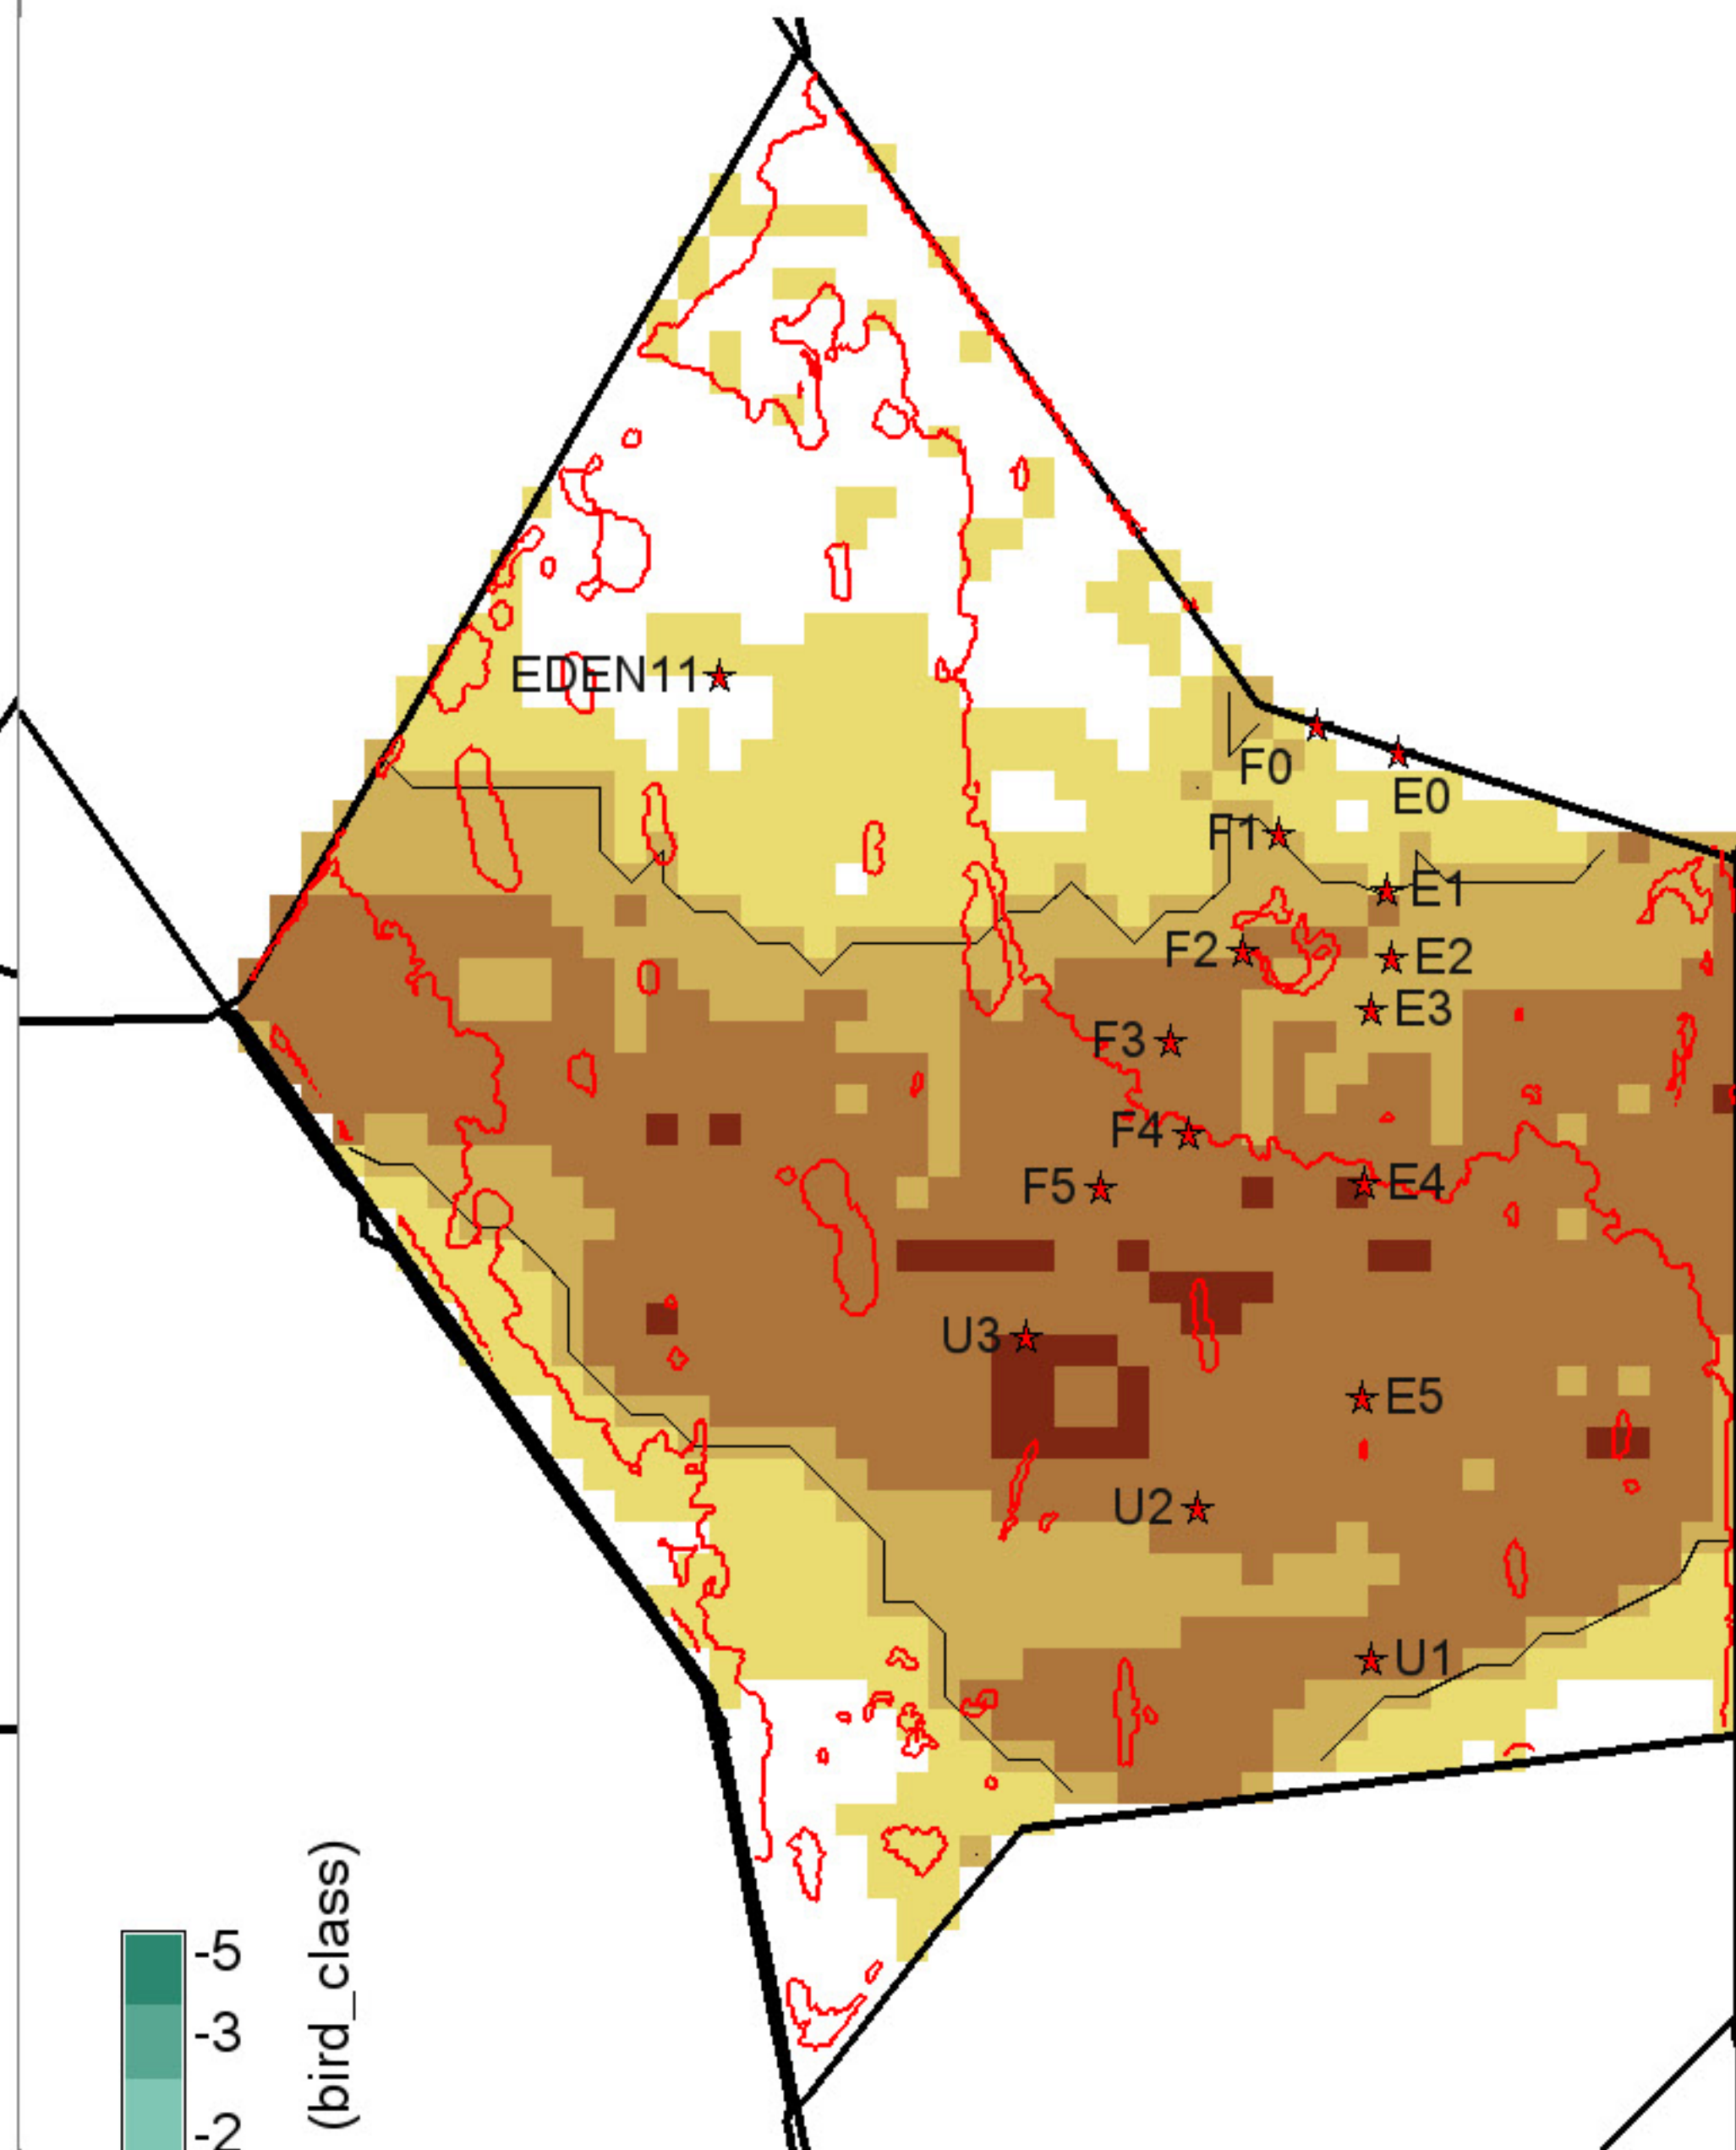 EDEN11
F0
E0
F1
E1
F2
E2
E3
F3
F4
E4
F5
U3
E5
U2
U1
(bird_class)
-5
-3
-2